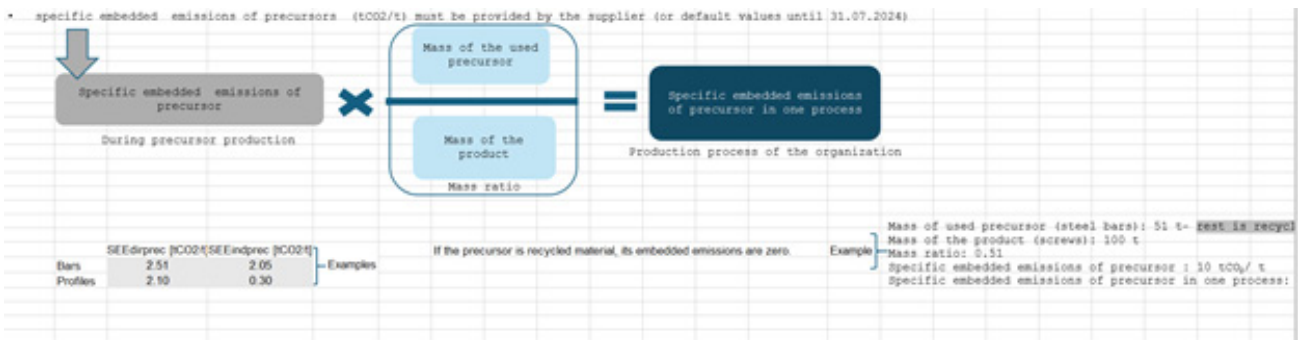 • specific embedded emissions of precursors (tCO2/t) must be provided by the supplier (or default values until 31.07.2024)
Specific embedded emissions of
precursor
During precursor production
Mass of the used
precursor
Mass of the
product
Mass ratio
Specific embedded emissions
of precursor in one process
Production process of the organization
SEEdirprec [tCO2/t] SEEindprec [tCO2/t]
Bars 2.51 2.05
Profiles 2.10 0.30
Examples
If the precursor is recycled material, its embedded emissions are zero.
Example
Mass of used precursor (steel bars): 51 t- rest is recycl
Mass of the product (screws): 100 t
Mass ratio: 0.51
Specific embedded emissions of precursor : 10 tCO₂/ t
Specific embedded emissions of precursor in one process: